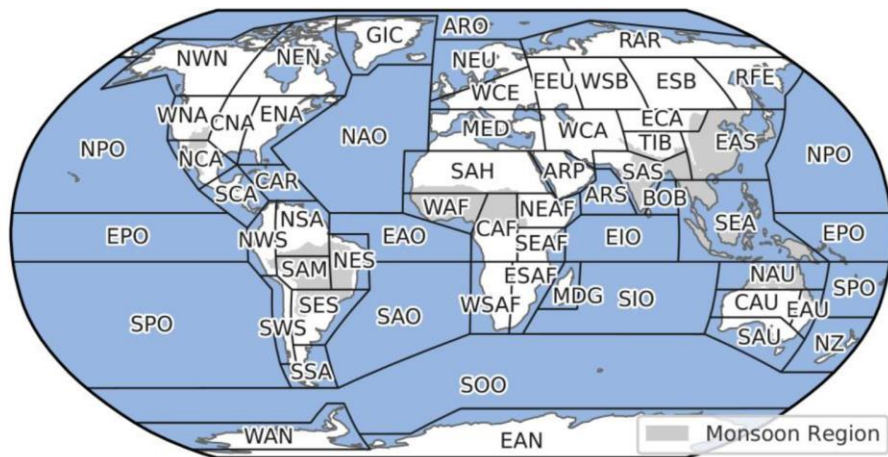 GIC
ARO
RAR
NWN
NEN
NEU
EEU
WSB
ESB
RFE
WCE
WNA
CNA
ENA
ECA
NPO
NAO
MED
WCA
TIB
EAS
NPO
NCA
SAH
ARP
SAS
SCA
CAR
WAF
NEAF
ARS
BOB
EPO
NWS
NSA
EAO
CAF
SEAF
EIO
SEA
EPO
SAM
NES
ESAF
NAU
SPO
SWS
SES
SAO
WSAF
MDG
SIO
CAU
EAU
SPO
SAU
NZ
SSA
SOO
WAN
EAN
Monsoon Region